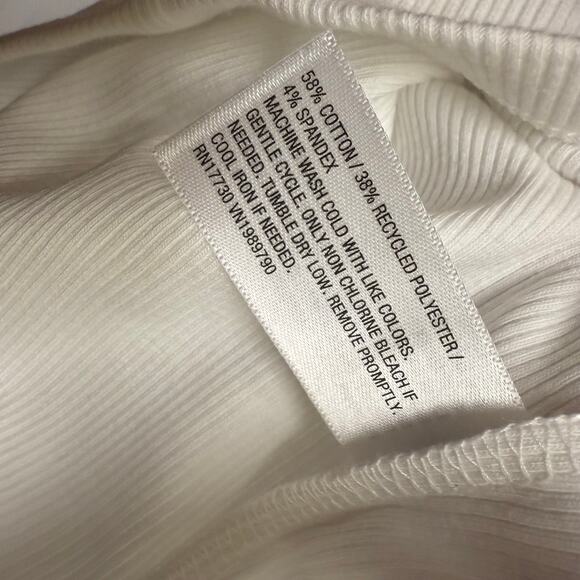 58% COTTON / 38% RECYCLED POLYESTER /
4% SPANDEX
MACHINE WASH COLD WITH LIKE COLORS.
GENTLE CYCLE. ONLY NON CHLORINE BLEACH IF
NEEDED. TUMBLE DRY LOW. REMOVE PROMPTLY.
COOL IRON IF NEEDED.
RN17730 VN1989790